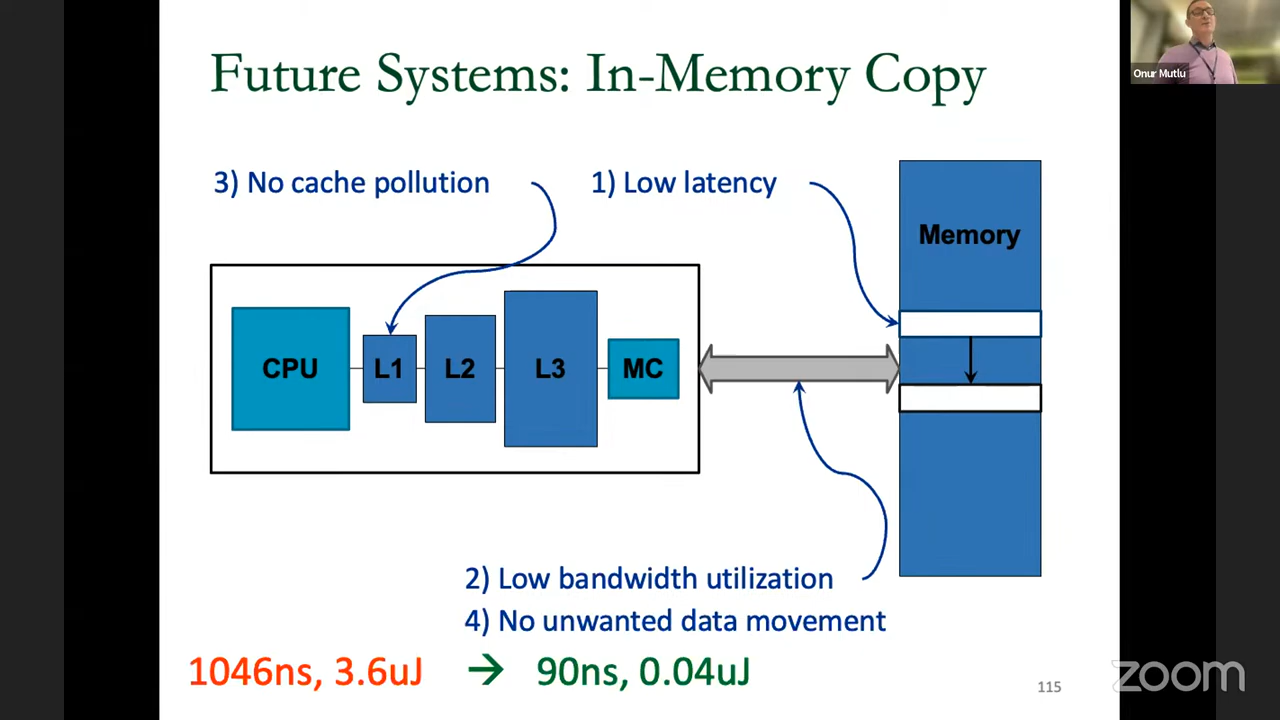 Future Systems: In-Memory Copy
Onur Mutlu
3) No cache pollution
1) Low latency
Memory
CPU
L1
L2
L3
MC
2) Low bandwidth utilization
4) No unwanted data movement
1046ns, 3.6uJ → 90ns, 0.04uJ
115
zoom